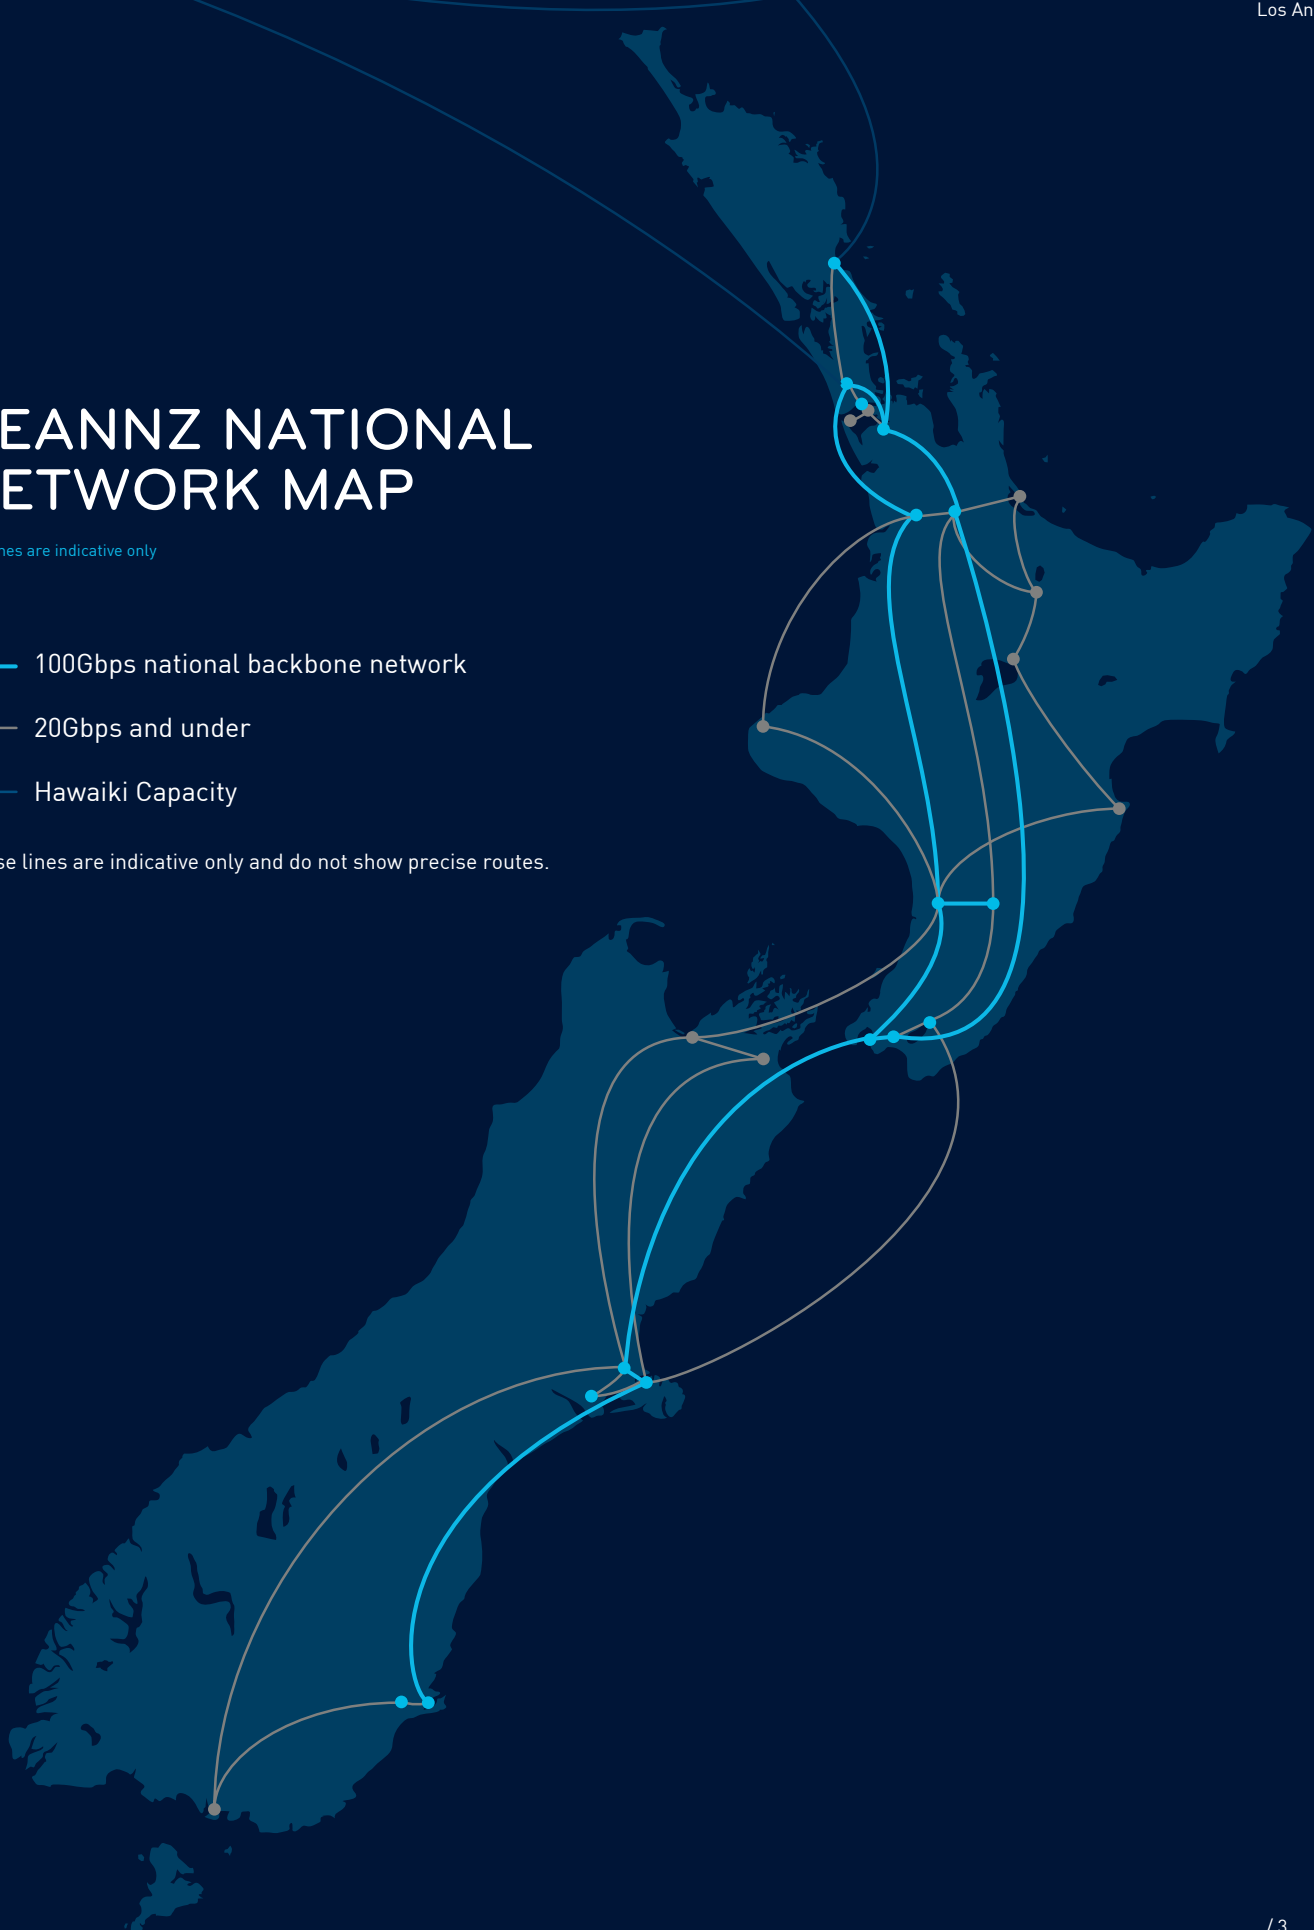 Los An
EANNZ NATIONAL
ETWORK MAP
nes are indicative only
100Gbps national backbone network
20Gbps and under
Hawaiki Capacity
se lines are indicative only and do not show precise routes.
/ 3